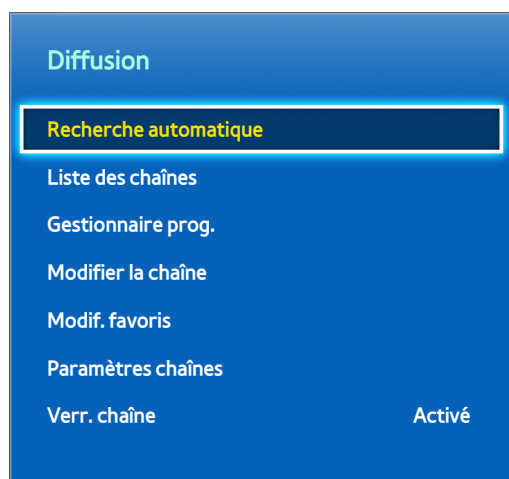 Diffusion
Recherche automatique
Liste des chaînes
Gestionnaire prog.
Modifier la chaîne
Modif. favoris
Paramètres chaînes
Verr. chaîne Activé